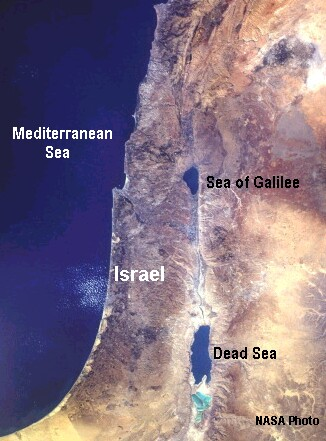 Mediterranean
Sea
Sea of Galilee
Israel
Dead Sea
NASA Photo